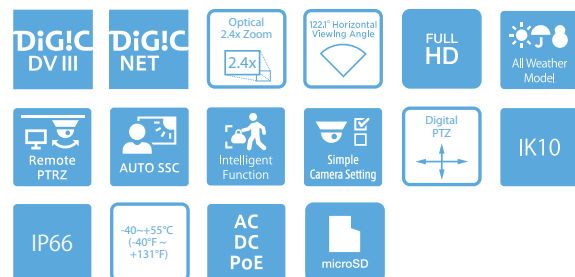 DiG!C
DV III
DiG!C
NET
Optical
2.4x Zoom
2.4x
122.1° Horizontal
Viewing Angle
FULL
HD
All Weather
Model
Remote
PTRZ
AUTO SSC
Intelligent
Function
Simple
Camera Setting
Digital
PTZ
IK10
IP66
-40~+55°C
(-40°F ~
+131°F)
AC
DC
PoE
microSD